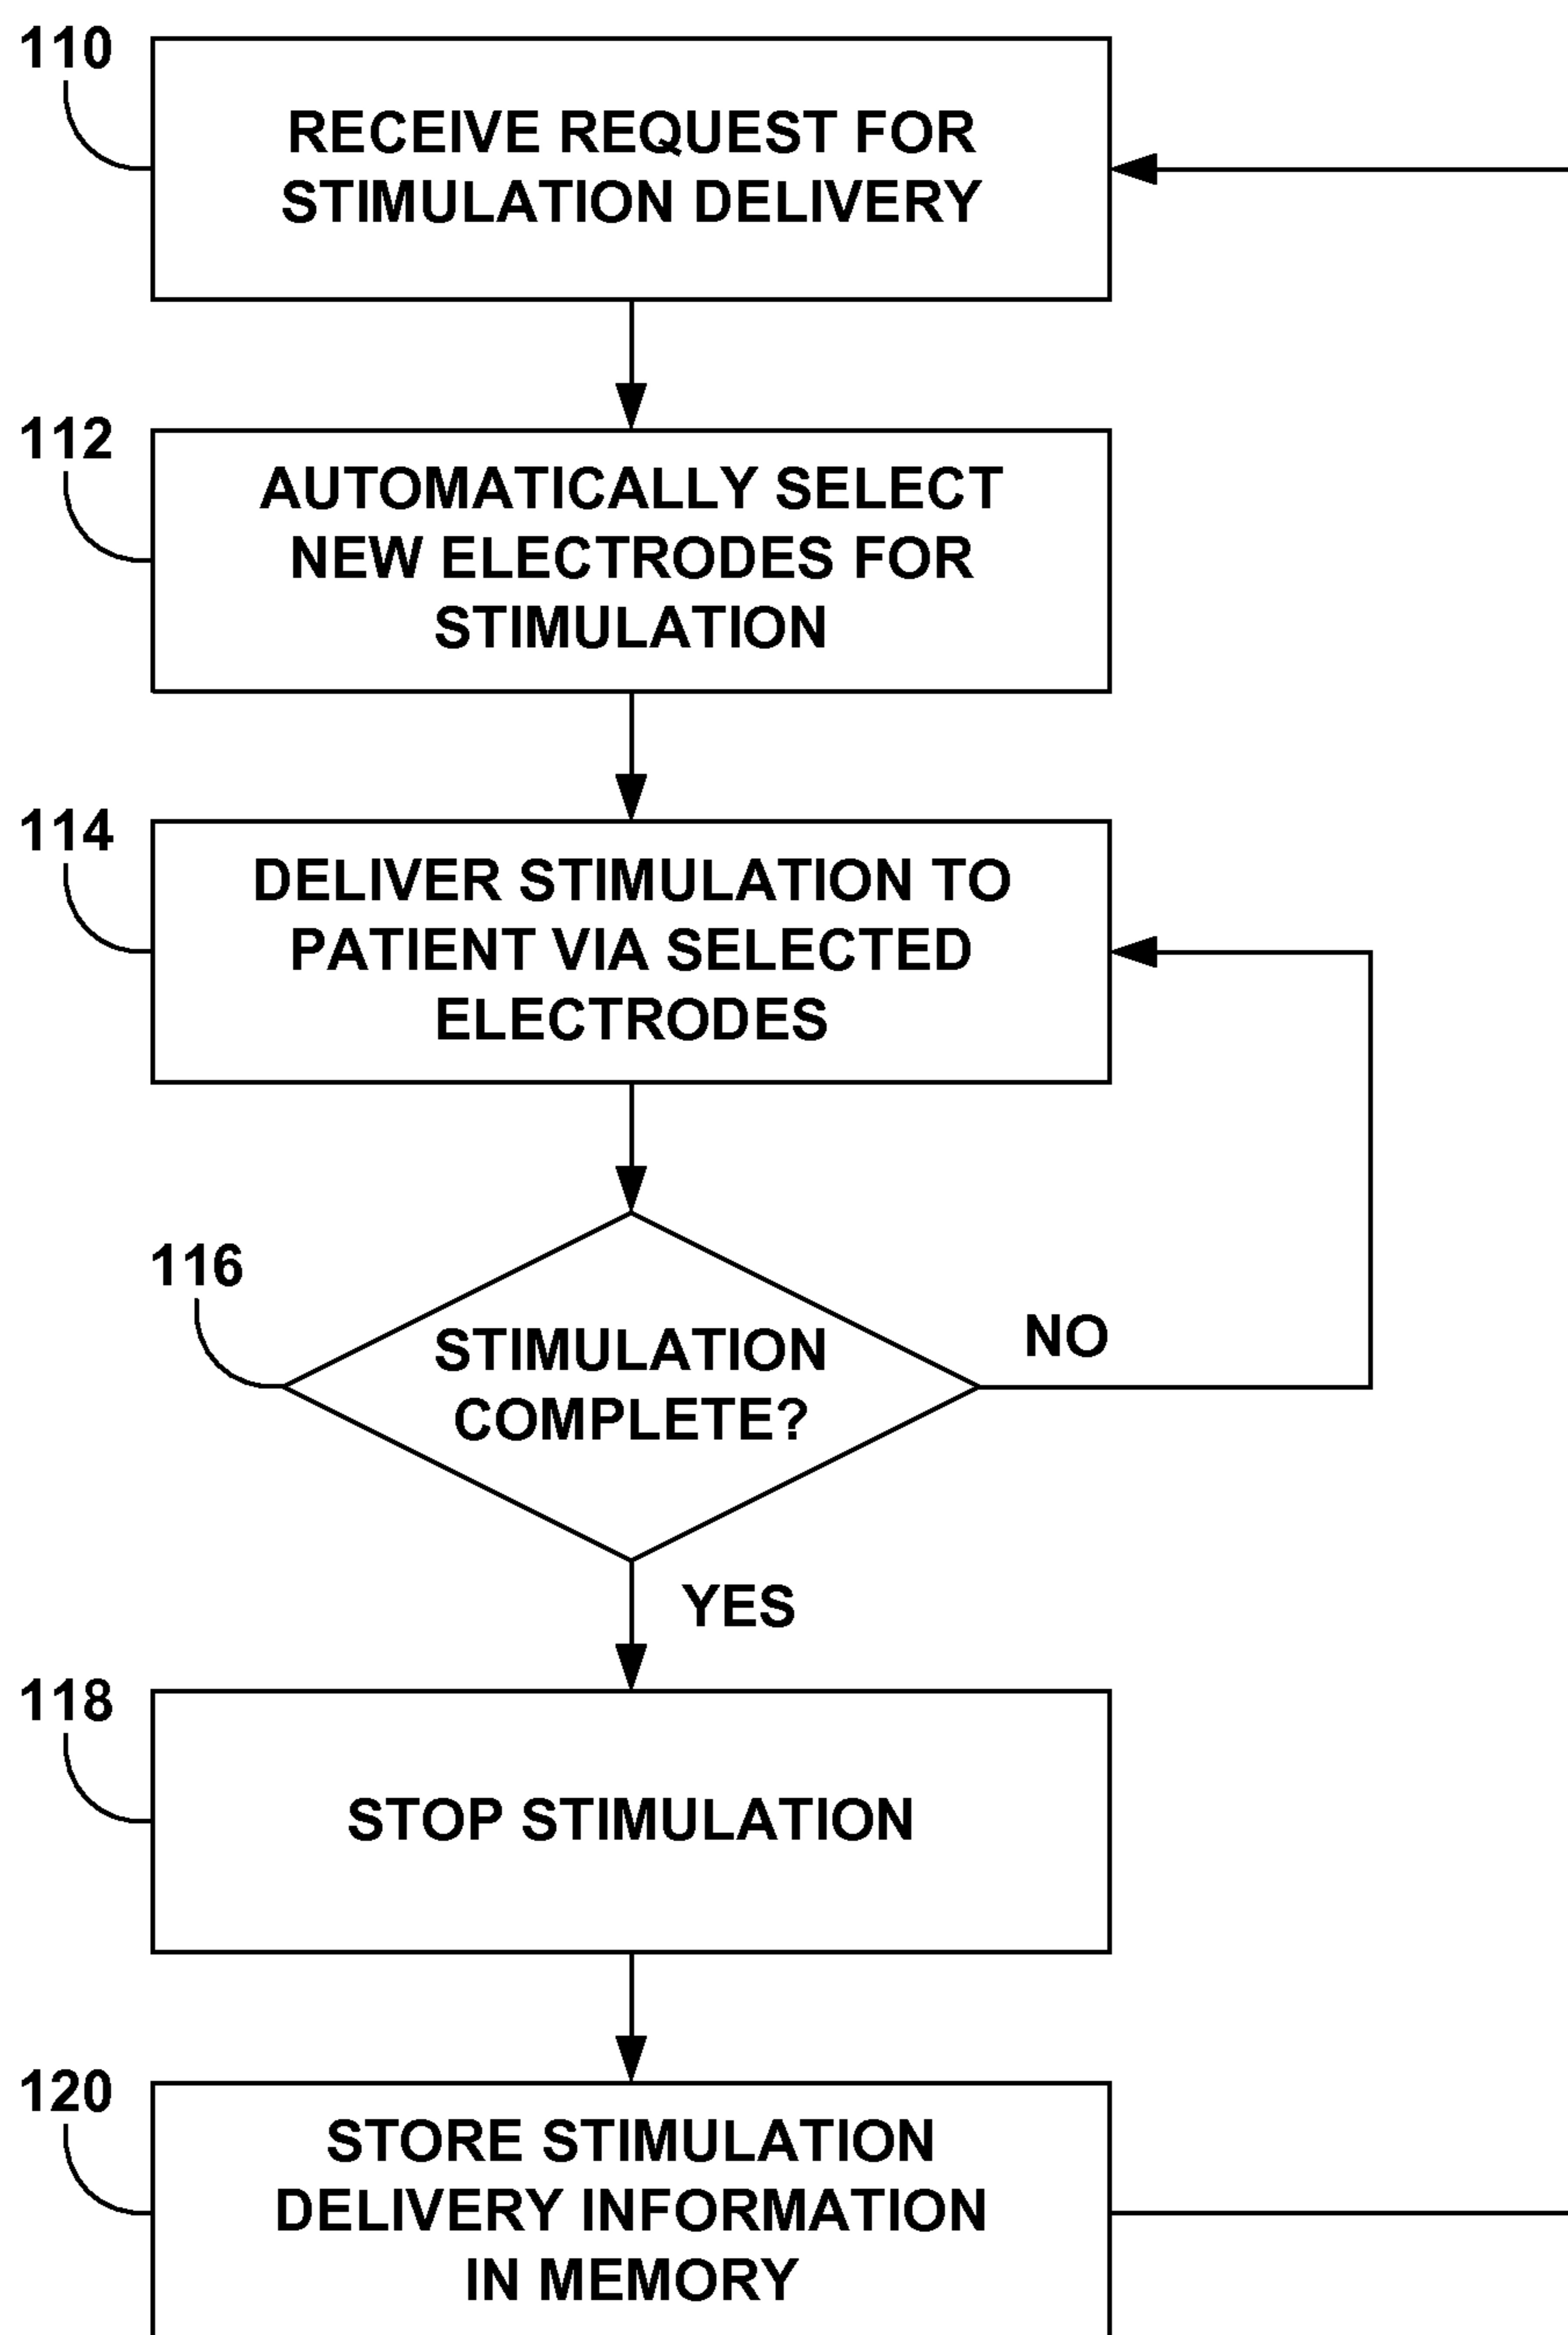 110
RECEIVE REQUEST FOR
STIMULATION DELIVERY
112
AUTOMATICALLY SELECT
NEW ELECTRODES FOR
STIMULATION
114
DELIVER STIMULATION TO
PATIENT VIA SELECTED
ELECTRODES
116
STIMULATION
COMPLETE?
NO
YES
118
STOP STIMULATION
120
STORE STIMULATION
DELIVERY INFORMATION
IN MEMORY